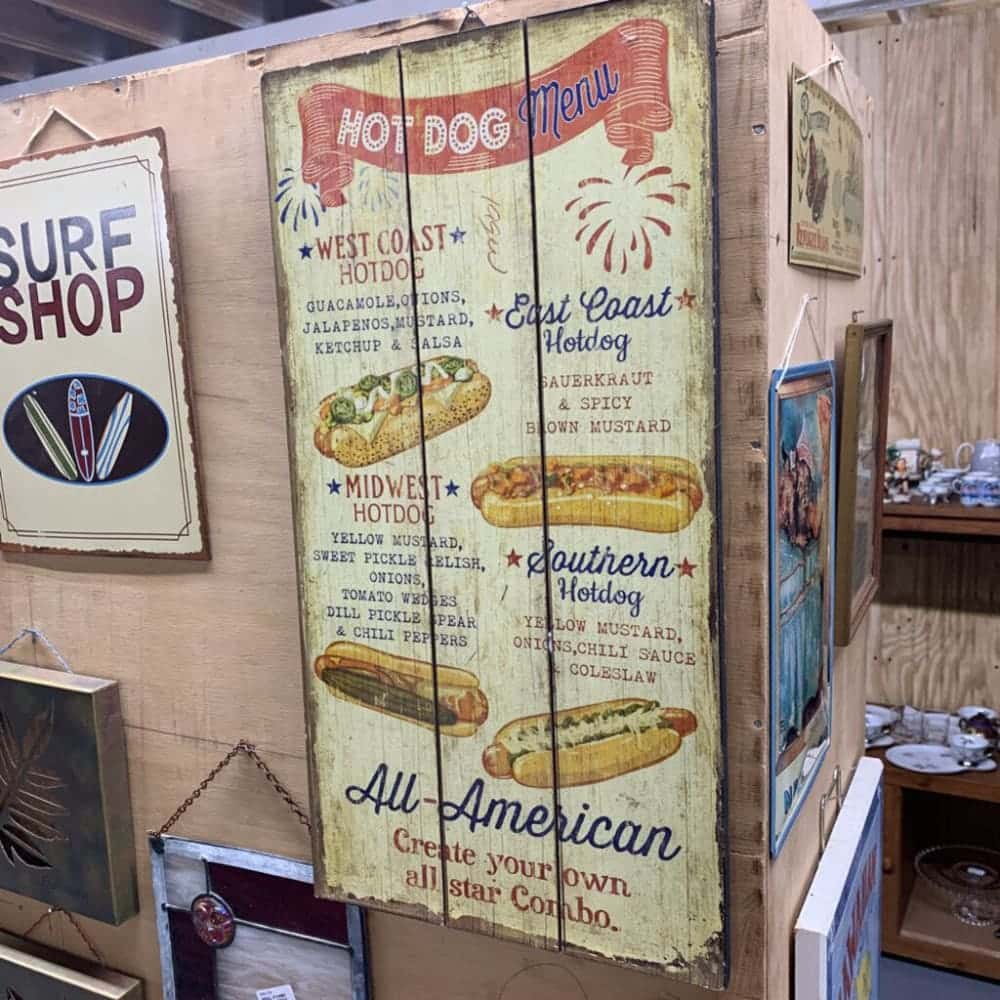 HOT DOG Menu
WEST COAST
HOTDOG
GUACAMOLE,ONIONS,
JALAPENOS,MUSTARD,
KETCHUP & SALSA
East Coast
Hotdog
SAUERKRAUT
& SPICY
BROWN MUSTARD
MIDWEST
HOTDOG
YELLOW MUSTARD,
SWEET PICKLE RELISH,
ONIONS,
TOMATO WEDGES
DILL PICKLE SPEAR
& CHILI PEPPERS
Southern
Hotdog
YELLOW MUSTARD,
ONIONS,CHILI SAUCE
& COLESLAW
All-American
Create your own
all star Combo.
SURF
SHOP